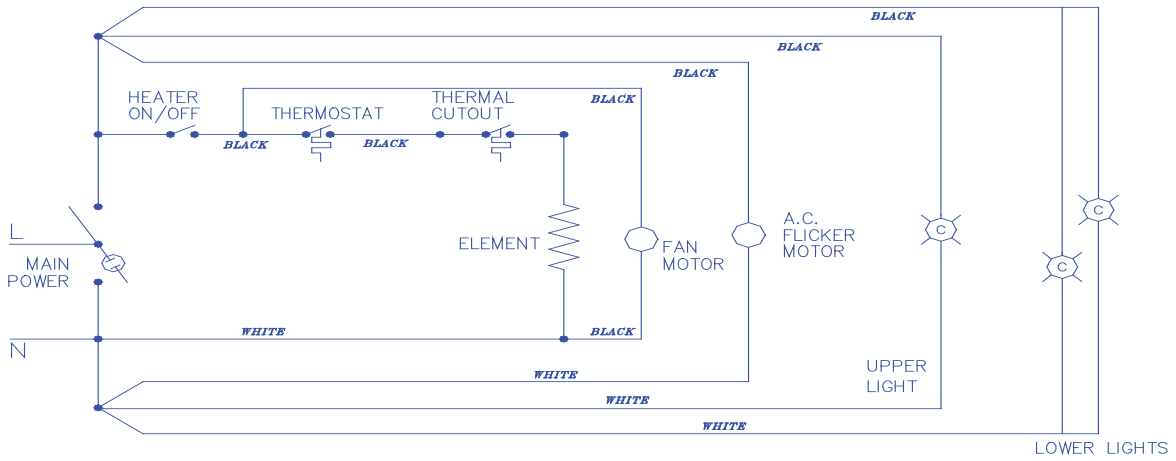 BLACK
BLACK
BLACK
HEATER
ON/OFF
THERMOSTAT
THERMAL
CUTOUT
BLACK
BLACK
BLACK
L
MAIN
POWER
ELEMENT
FAN
MOTOR
A.C.
FLICKER
MOTOR
C
C
C
N
WHITE
BLACK
WHITE
UPPER
LIGHT
WHITE
WHITE
LOWER LIGHTS